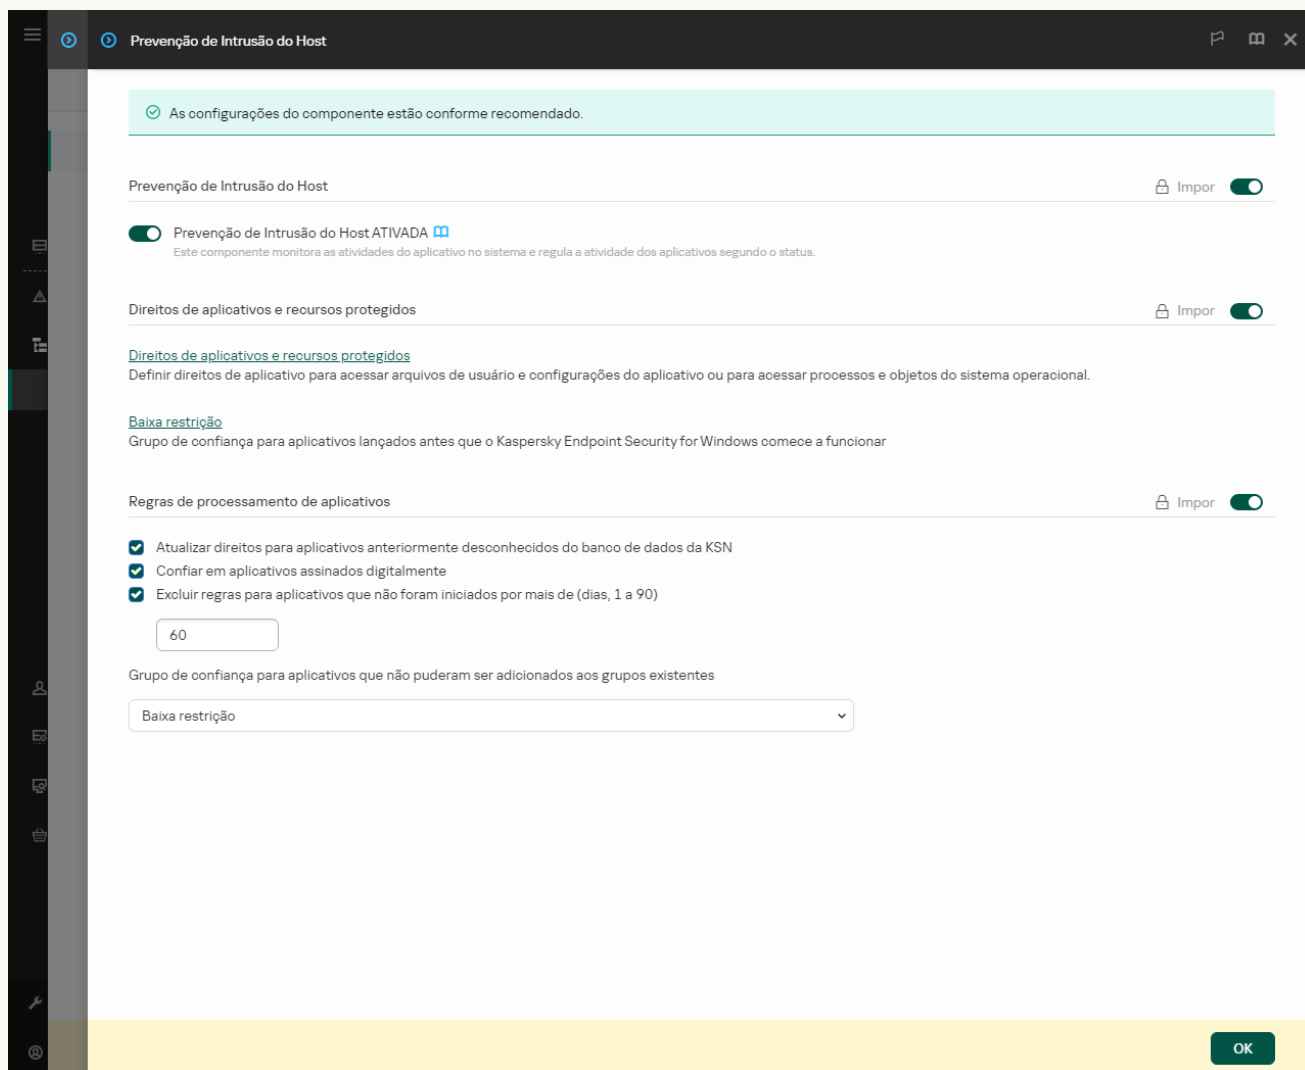 Prevenção de Intrusão do Host
As configurações do componente estão conforme recomendado.
Prevenção de Intrusão do Host
Impor
Prevenção de Intrusão do Host ATIVADA
Este componente monitora as atividades do aplicativo no sistema e regula a atividade dos aplicativos segundo o status.
Direitos de aplicativos e recursos protegidos
Impor
Direitos de aplicativos e recursos protegidos
Definir direitos de aplicativo para acessar arquivos de usuário e configurações do aplicativo ou para acessar processos e objetos do sistema operacional.
Baixa restrição
Grupo de confiança para aplicativos lançados antes que o Kaspersky Endpoint Security for Windows comece a funcionar
Regras de processamento de aplicativos
Impor
Atualizar direitos para aplicativos anteriormente desconhecidos do banco de dados da KSN
Confiar em aplicativos assinados digitalmente
Excluir regras para aplicativos que não foram iniciados por mais de (dias, 1 a 90)
60
Grupo de confiança para aplicativos que não puderam ser adicionados aos grupos existentes
Baixa restrição
OK